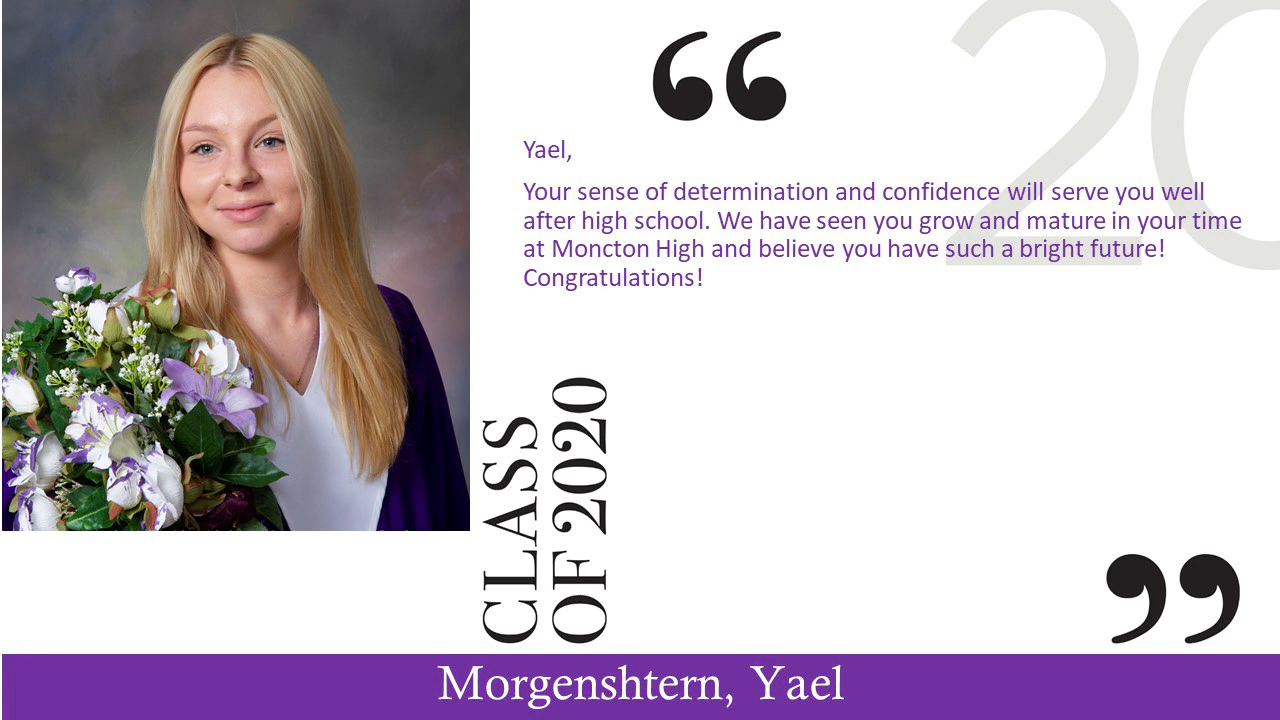 20
“
Yael,
Your sense of determination and confidence will serve you well
after high school. We have seen you grow and mature in your time
at Moncton High and believe you have such a bright future!
Congratulations!
CLASS
OF 2020
”
Morgenshtern, Yael